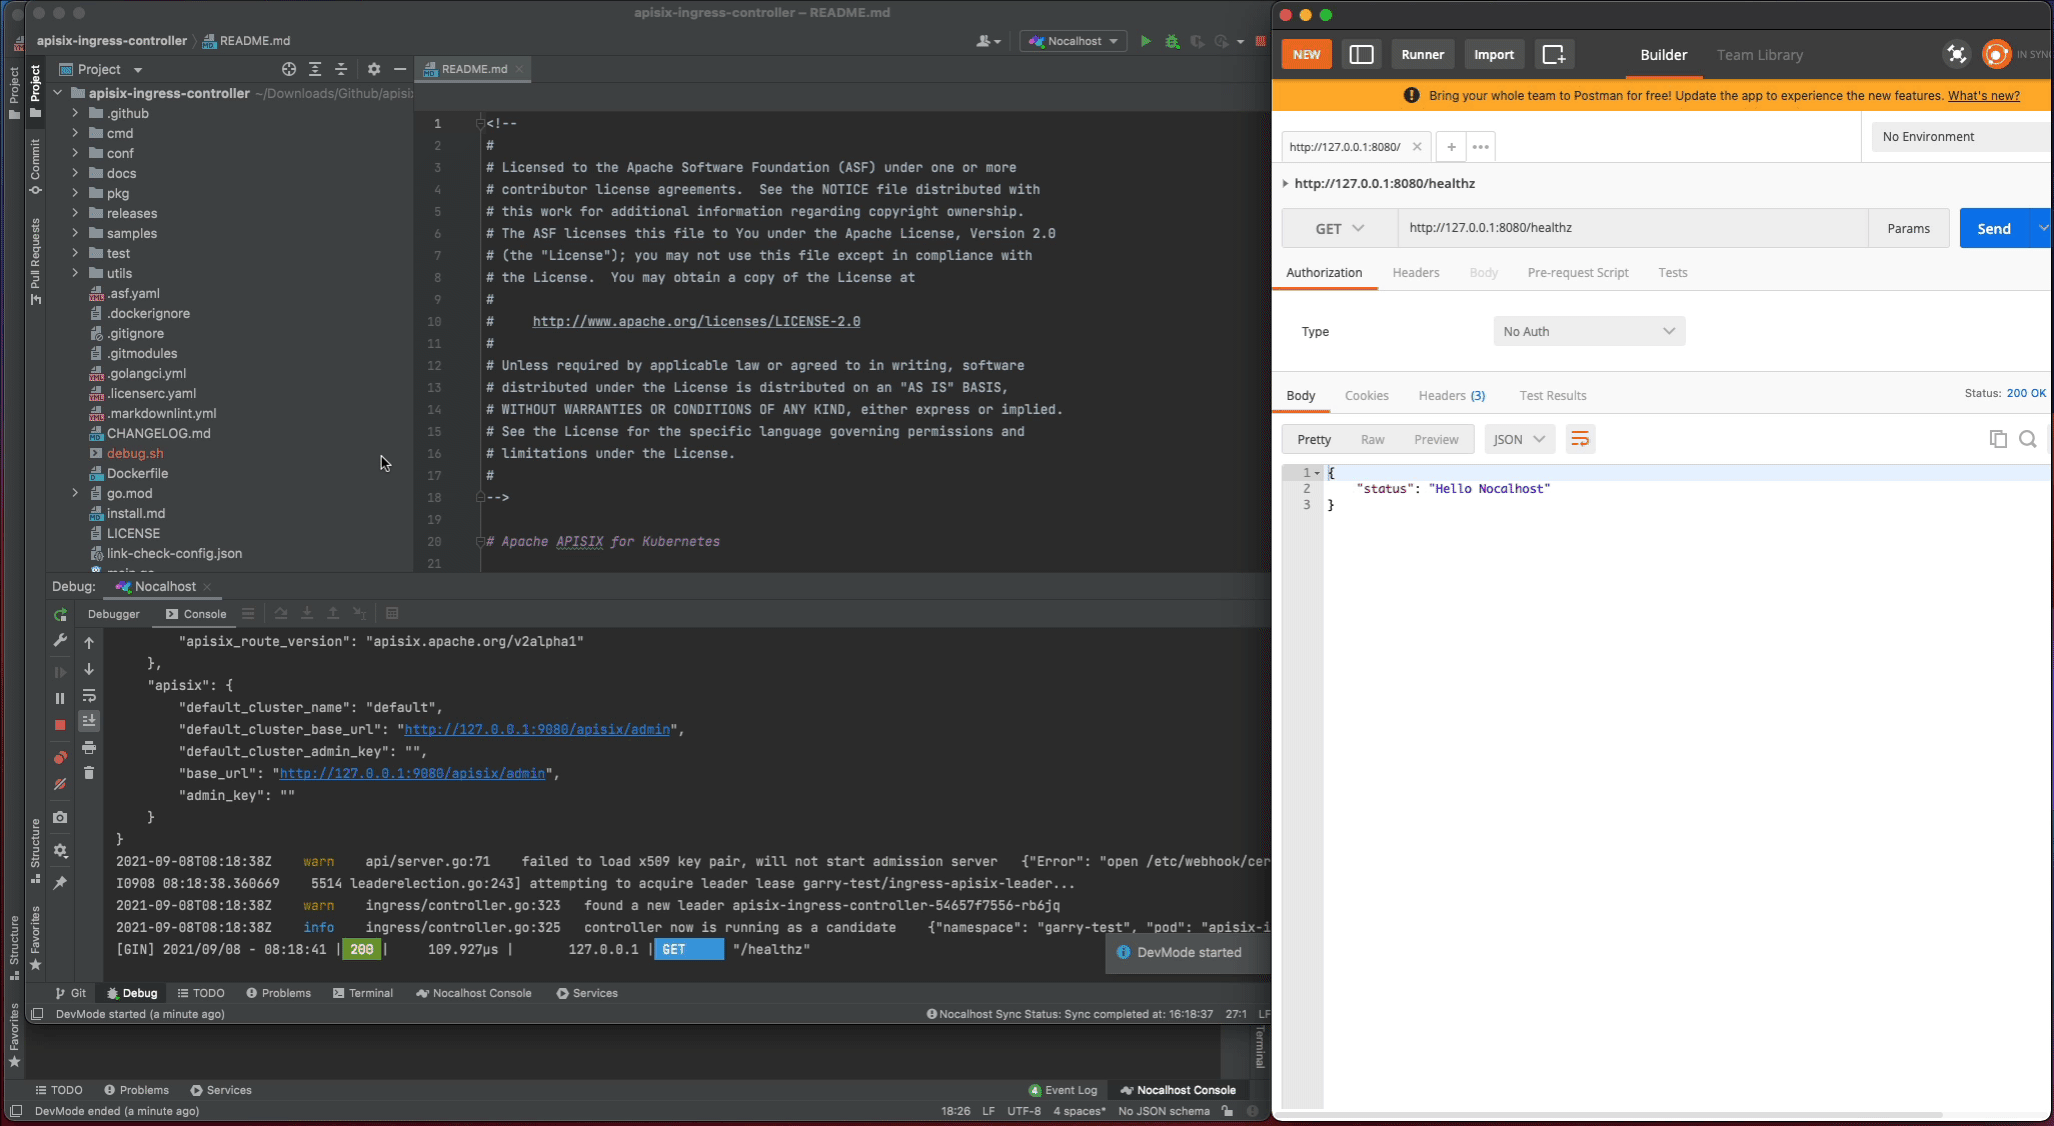 apisix-ingress-controller – README.md
apisix-ingress-controller
README.md
Nocalhost
Project
README.md
apisix-ingress-controller ~/Downloads/Github/apisi
.github
cmd
conf
docs
pkg
releases
samples
test
utils
.asf.yaml
.dockerignore
.gitignore
.gitmodules
.golangci.yml
.licenserc.yaml
.markdownlint.yml
CHANGELOG.md
debug.sh
Dockerfile
go.mod
install.md
LICENSE
link-check-config.json
main.go
Project
Project
Commit
Pull Requests
Structure
Favorites
Structure
Favorites
1 <!--
2 #
3 # Licensed to the Apache Software Foundation (ASF) under one or more
4 # contributor license agreements.  See the NOTICE file distributed with
5 # this work for additional information regarding copyright ownership.
6 # The ASF licenses this file to You under the Apache License, Version 2.0
7 # (the "License"); you may not use this file except in compliance with
8 # the License.  You may obtain a copy of the License at
9 #
10 #     http://www.apache.org/licenses/LICENSE-2.0
11 #
12 # Unless required by applicable law or agreed to in writing, software
13 # distributed under the License is distributed on an "AS IS" BASIS,
14 # WITHOUT WARRANTIES OR CONDITIONS OF ANY KIND, either express or implied.
15 # See the License for the specific language governing permissions and
16 # limitations under the License.
17 #
18 -->
19
20 # Apache APISIX for Kubernetes
21
Debug: Nocalhost
Debugger Console
"apisix_route_version": "apisix.apache.org/v2alpha1"
},
"apisix": {
"default_cluster_name": "default",
"default_cluster_base_url": "http://127.0.0.1:9080/apisix/admin",
"default_cluster_admin_key": "",
"base_url": "http://127.0.0.1:9080/apisix/admin",
"admin_key": ""
}
}
2021-09-08T08:18:38Z warn api/server.go:71 failed to load x509 key pair, will not start admission server {"Error": "open /etc/webhook/cer
I0908 08:18:38.360669 5514 leaderelection.go:243] attempting to acquire leader lease garry-test/ingress-apisix-leader...
2021-09-08T08:18:38Z warn ingress/controller.go:323 found a new leader apisix-ingress-controller-54657f7556-rb6jq
2021-09-08T08:18:38Z info ingress/controller.go:325 controller now is running as a candidate {"namespace": "garry-test", "pod": "apisix-i
[GIN] 2021/09/08 - 08:18:41 | 200 | 109.927µs | 127.0.0.1 | GET "/healthz"
DevMode started
Git Debug TODO Problems Terminal Nocalhost Console Services
DevMode started (a minute ago)
Nocalhost Sync Status: Sync completed at: 16:18:37 27:1 LF
Terminal
TODO Problems Services
4 Event Log Nocalhost Console
DevMode ended (a minute ago)
18:26 LF UTF-8 4 spaces* No JSON schema
NEW Runner Import Builder Team Library IN SYNC
Bring your whole team to Postman for free! Update the app to experience the new features. What's new?
http://127.0.0.1:8080/
No Environment
http://127.0.0.1:8080/healthz
GET http://127.0.0.1:8080/healthz Params Send
Authorization Headers Body Pre-request Script Tests
Type No Auth
Body Cookies Headers (3) Test Results Status: 200 OK
Pretty Raw Preview JSON
1 {
2 "status": "Hello Nocalhost"
3 }